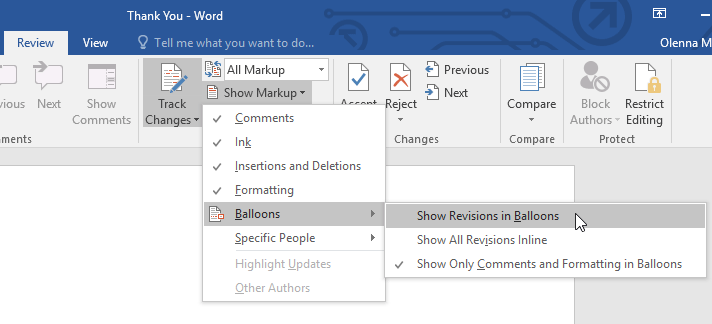 Thank You - Word
Review View Tell me what you want to do... Olenna M
All Markup
Show Markup
Next
Show
Comments
Track
Changes
Accept
Reject
Previous
Next
Compare
Block
Authors
Restrict
Editing
Changes
Compare
Protect
Comments
Ink
Insertions and Deletions
Formatting
Balloons
Specific People
Highlight Updates
Other Authors
Show Revisions in Balloons
Show All Revisions Inline
Show Only Comments and Formatting in Balloons